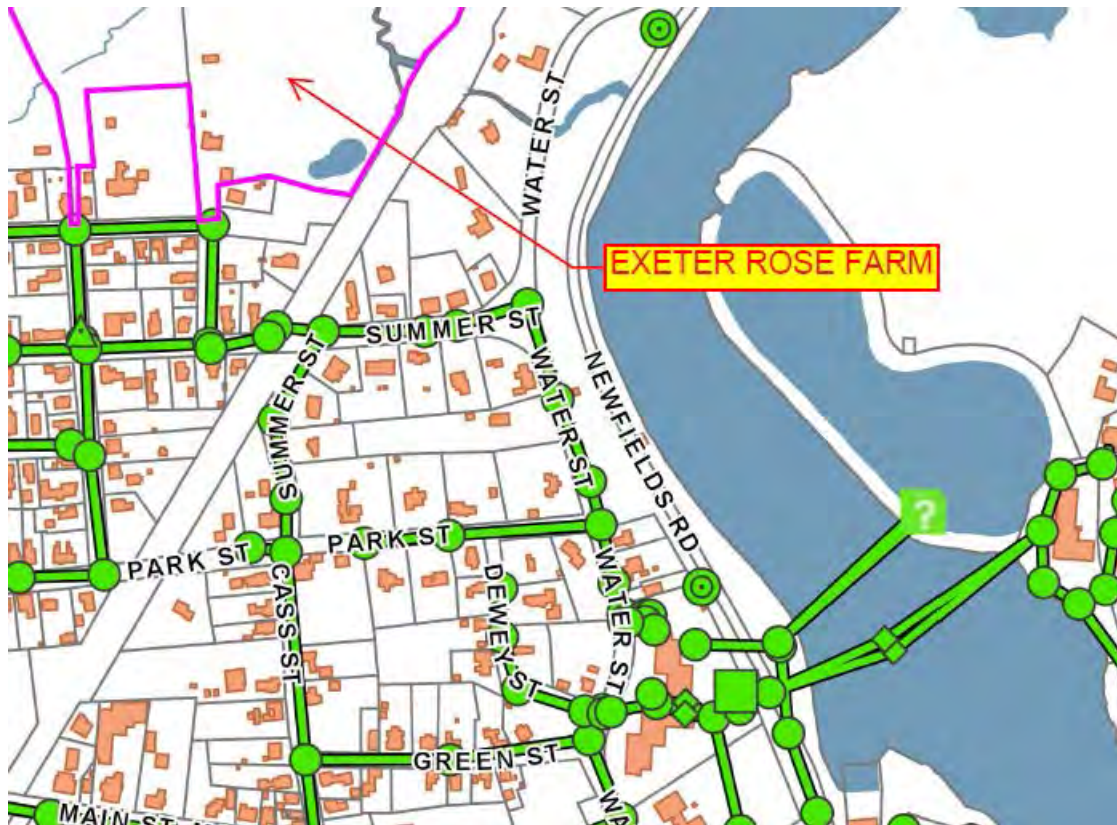 WATER ST
EXETER ROSE FARM
SUMMER ST
SUMMER ST
WATER ST
NEWFIELDS RD
?
PARK ST
PARK ST
CASS ST
DEWEY ST
WATER ST
GREEN ST
MAIN ST
WA